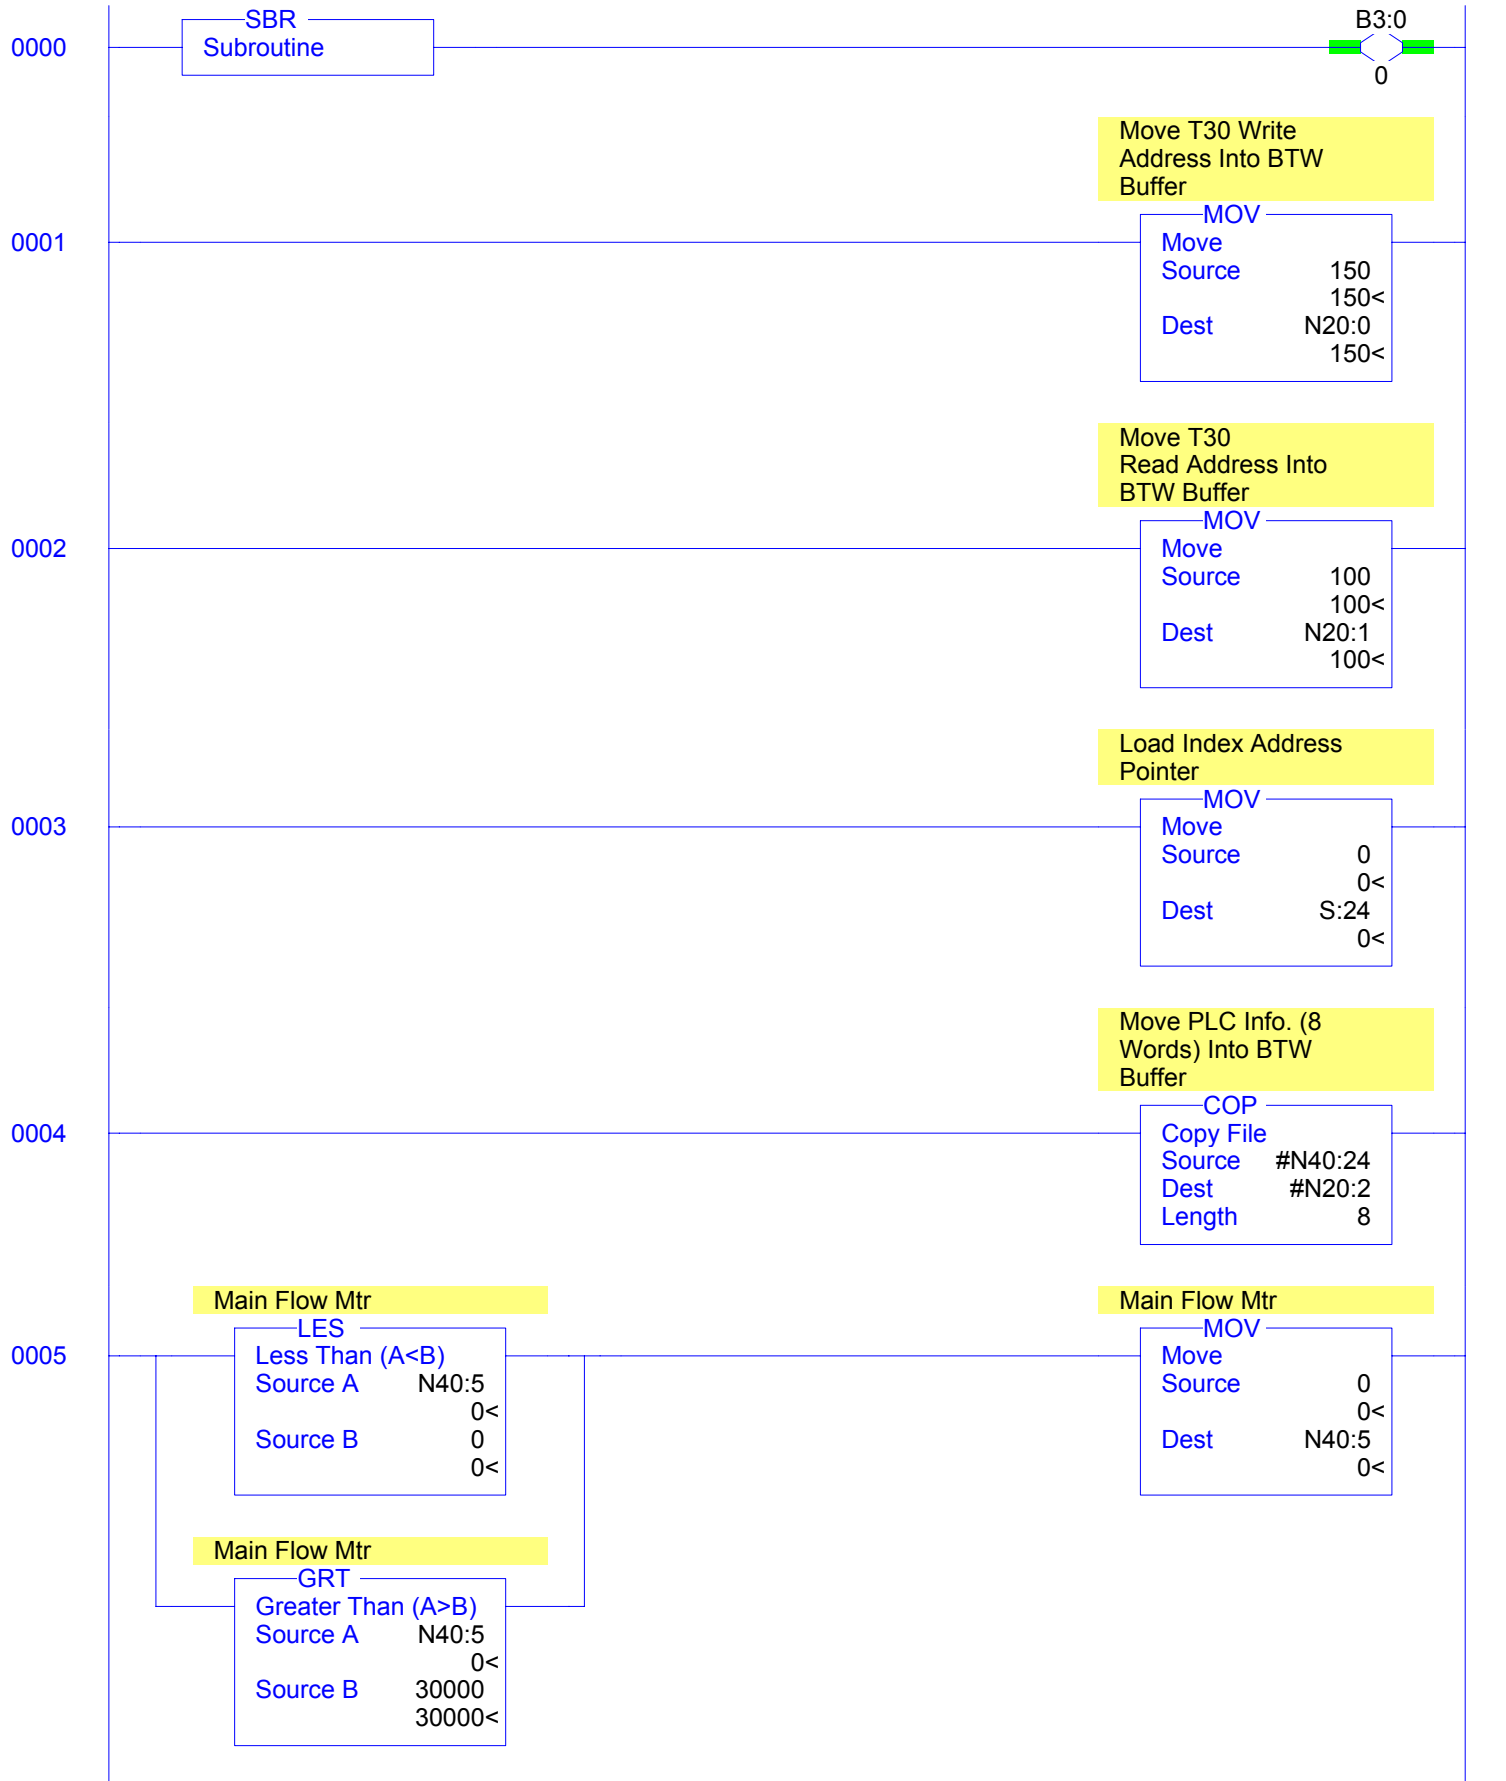 SBR
B3:0
0000
Subroutine
0
Move T30 Write
Address Into BTW
Buffer
MOV
0001
Move
Source 150
150<
Dest N20:0
150<
Move T30
Read Address Into
BTW Buffer
MOV
0002
Move
Source 100
100<
Dest N20:1
100<
Load Index Address
Pointer
MOV
0003
Move
Source 0
0<
Dest S:24
0<
Move PLC Info. (8
Words) Into BTW
Buffer
COP
0004
Copy File
Source #N40:24
Dest #N20:2
Length 8
0005
Main Flow Mtr
LES
Less Than (A<B)
Source A N40:5
0<
Source B 0
0<
Main Flow Mtr
GRT
Greater Than (A>B)
Source A N40:5
0<
Source B 30000
30000<
Main Flow Mtr
MOV
Move
Source 0
0<
Dest N40:5
0<